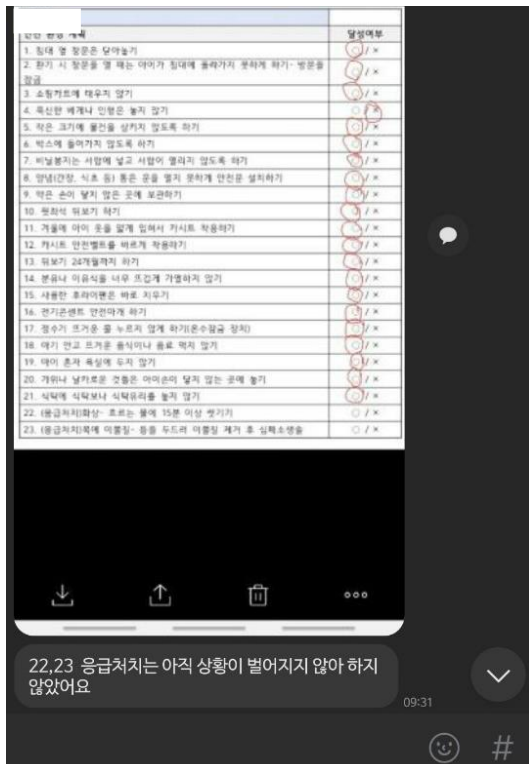 안전 환경 계획 달성여부
1. 침대 옆 창문은 닫아놓기 ○ / ×
2. 환기 시 창문을 열 때는 아이가 침대에 올라가지 못하게 하기- 방문을
잠금 ○ / ×
3. 쇼핑카트에 태우지 않기 ○ / ×
4. 푹신한 베개나 인형은 놓지 않기 ○ / ×
5. 작은 크기에 물건을 삼키지 않도록 하기 ○ / ×
6. 박스에 들어가지 않도록 하기 ○ / ×
7. 비닐봉지는 서랍에 넣고 서랍이 열리지 않도록 하기 ○ / ×
8. 양념(간장, 식초 등) 통은 문을 열지 못하게 안전문 설치하기 ○ / ×
9. 약은 손이 닿지 않은 곳에 보관하기 ○ / ×
10. 뒷좌석 뒤보기 하기 ○ / ×
11. 겨울에 아이 옷을 얇게 입혀서 카시트 착용하기 ○ / ×
12. 카시트 안전벨트를 바르게 착용하기 ○ / ×
13. 뒤보기 24개월까지 하기 ○ / ×
14. 분유나 이유식을 너무 뜨겁게 가열하지 않기 ○ / ×
15. 사용한 후라이팬은 바로 치우기 ○ / ×
16. 전기콘센트 안전마개 하기 ○ / ×
17. 정수기 뜨거운 물 누르지 않게 하기(온수잠금 장치) ○ / ×
18. 애기 안고 뜨거운 음식이나 음료 먹지 않기 ○ / ×
19. 아이 혼자 욕실에 두지 않기 ○ / ×
20. 가위나 날카로운 것들은 아이손이 닿지 않는 곳에 놓기 ○ / ×
21. 식탁에 식탁보나 식탁유리를 놓지 않기 ○ / ×
22. (응급처치)화상- 흐르는 물에 15분 이상 씻기기 ○ / ×
23. (응급처치)목에 이물질- 등을 두드려 이물질 제거 후 심폐소생술 ○ / ×
22,23 응급처치는 아직 상황이 벌어지지 않아 하지
않았어요
09:31
#